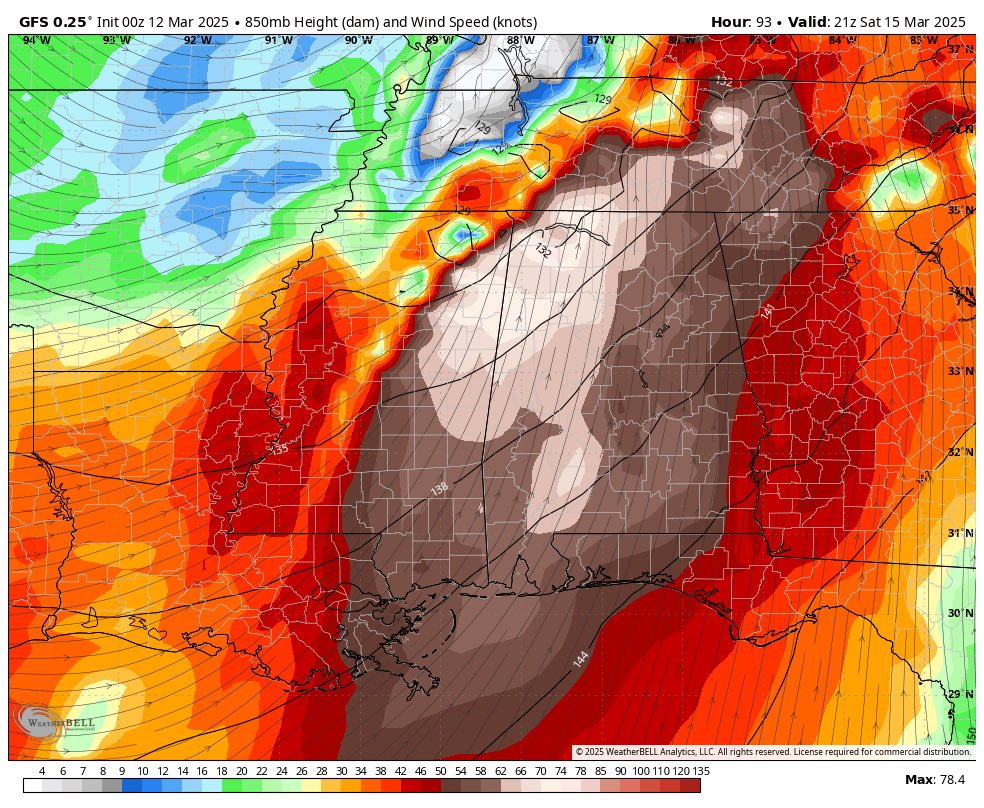 GFS 0.25° Init 00z 12 Mar 2025 • 850mb Height (dam) and Wind Speed (knots)
Hour: 93 • Valid: 21z Sat 15 Mar 2025
94°W 93°W 92°W 91°W 90°W 89°W 88°W 87°W 84°W 83°W
37°N
132
129
129
35°N
129
132
34°N
33°N
135
32°N
138
31°N
30°N
144
29°N
150
WEATHERBELL
© 2025 WeatherBELL Analytics, LLC. All rights reserved. License required for commercial distribution.
4 6 7 8 9 10 12 14 16 18 20 22 24 26 28 30 34 38 42 46 50 54 58 62 66 70 74 78 85 90 100 110 120 135
Max: 78.4